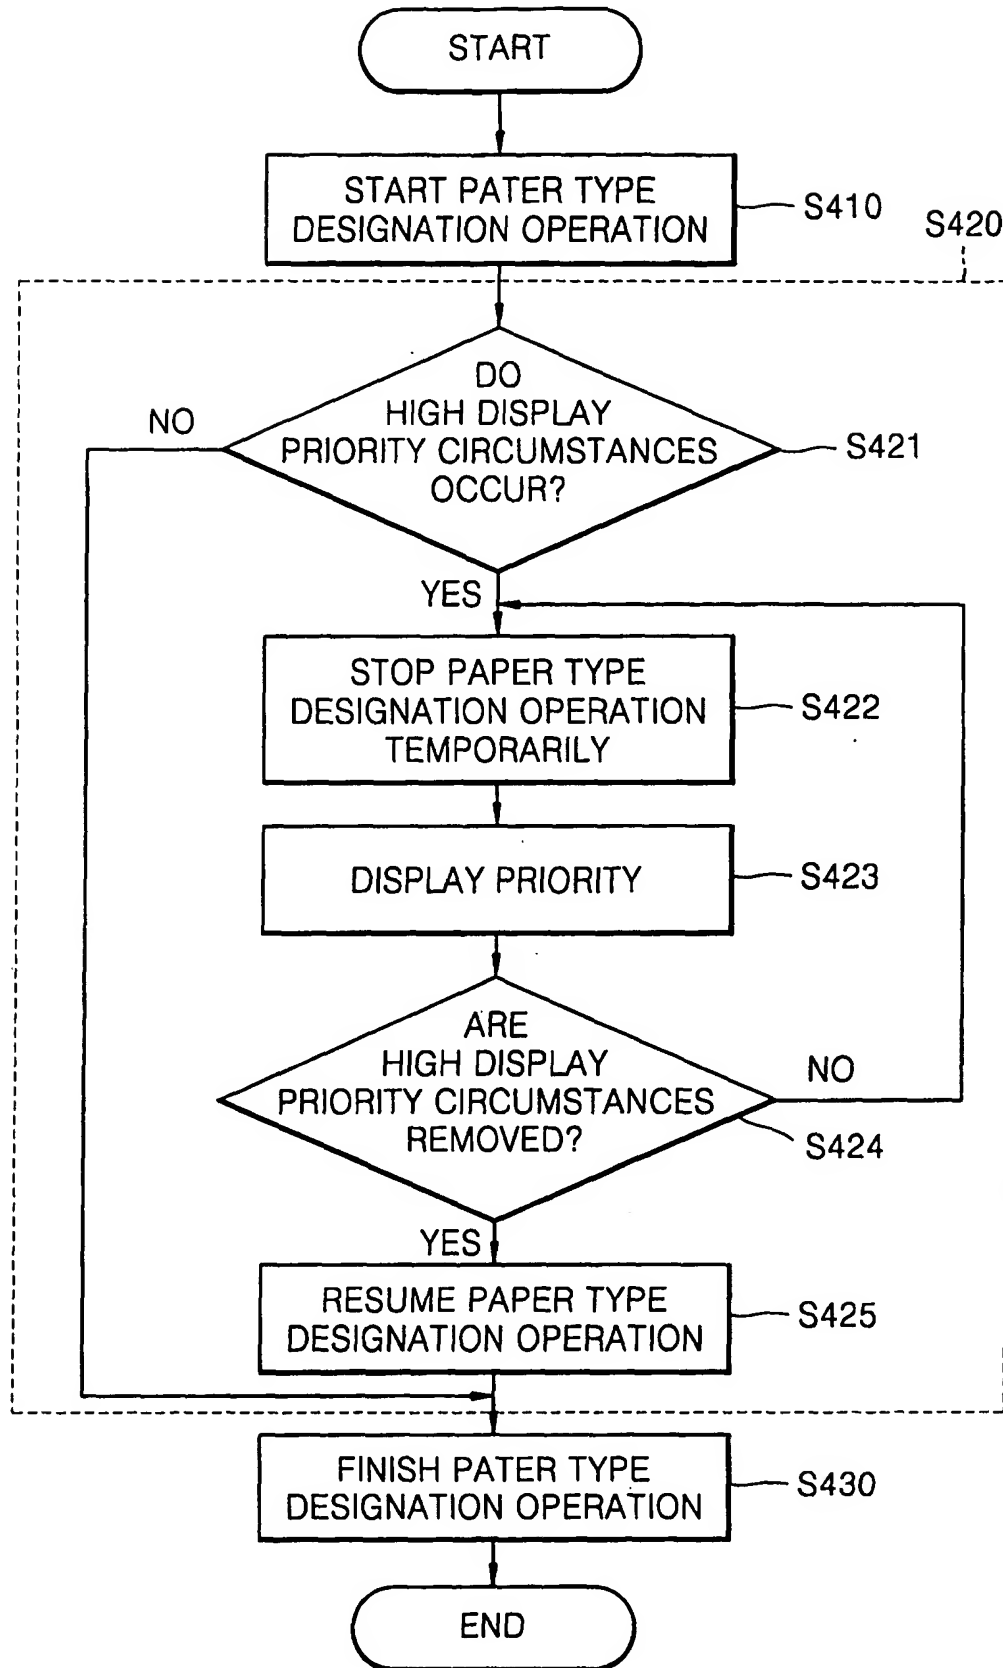 START
START PATER TYPE
DESIGNATION OPERATION
S410
S420
DO
HIGH DISPLAY
PRIORITY CIRCUMSTANCES
OCCUR?
NO
S421
YES
STOP PAPER TYPE
DESIGNATION OPERATION
TEMPORARILY
S422
DISPLAY PRIORITY
S423
ARE
HIGH DISPLAY
PRIORITY CIRCUMSTANCES
REMOVED?
NO
S424
YES
RESUME PAPER TYPE
DESIGNATION OPERATION
S425
FINISH PATER TYPE
DESIGNATION OPERATION
S430
END